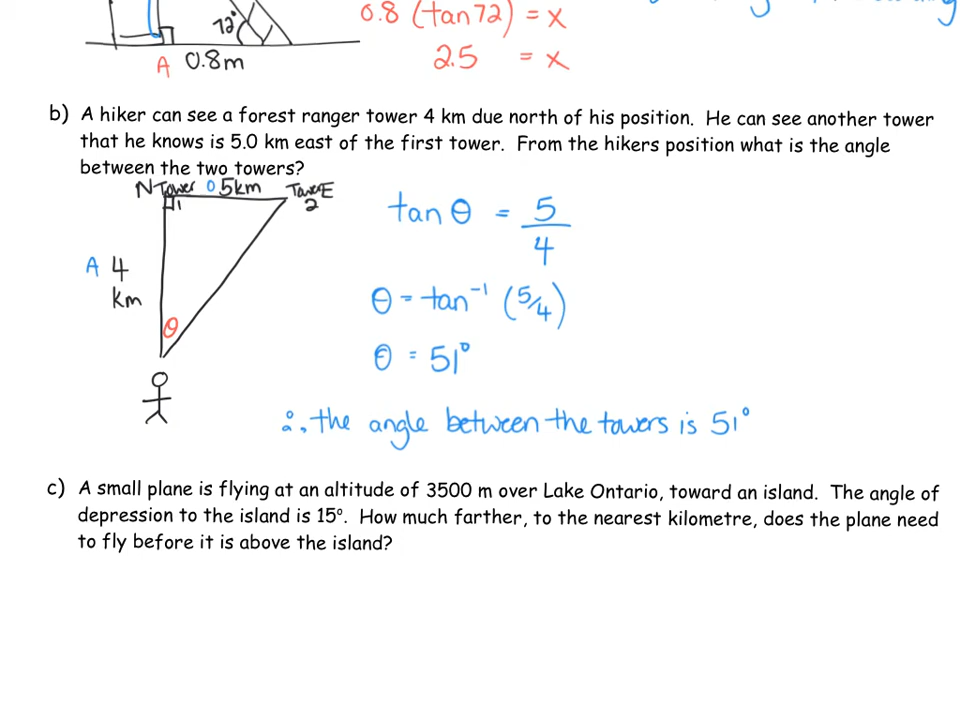 72°
0.8 (tan 72) = x
A 0.8m
2.5 = x
b) A hiker can see a forest ranger tower 4 km due north of his position. He can see another tower
that he knows is 5.0 km east of the first tower. From the hikers position what is the angle
between the two towers?
N Tower 1 O 5km Tower 2 E
tan θ = 5/4
A 4 km
θ = tan⁻¹ (5/4)
θ
θ = 51°
∴ the angle between the towers is 51°
c) A small plane is flying at an altitude of 3500 m over Lake Ontario, toward an island. The angle of
depression to the island is 15°. How much farther, to the nearest kilometre, does the plane need
to fly before it is above the island?